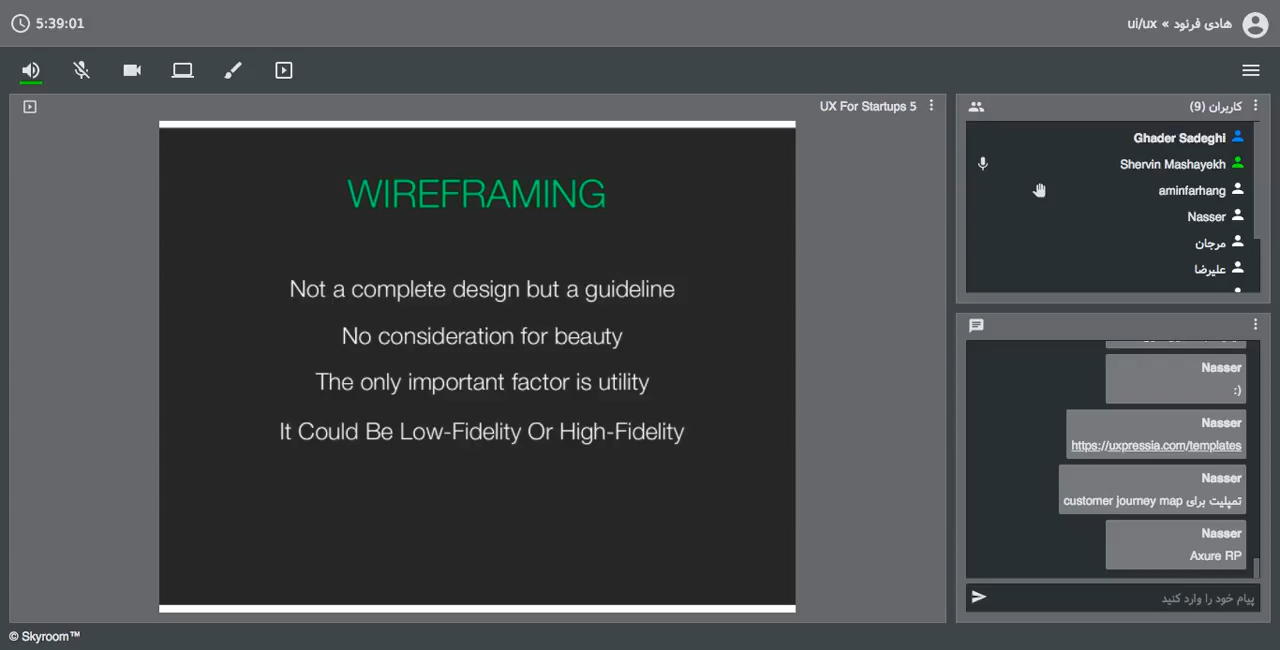 5:39:01
هادی فرنود » ui/ux
UX For Startups 5
WIREFRAMING
Not a complete design but a guideline
No consideration for beauty
The only important factor is utility
It Could Be Low-Fidelity Or High-Fidelity
کاربران (9)
Ghader Sadeghi
Shervin Mashayekh
aminfarhang
Nasser
مرجان
علیرضا
Nasser
:)
Nasser
https://uxpressia.com/templates
Nasser
تمپلیت برای customer journey map
Nasser
Axure RP
پیام خود را وارد کنید
© Skyroom™